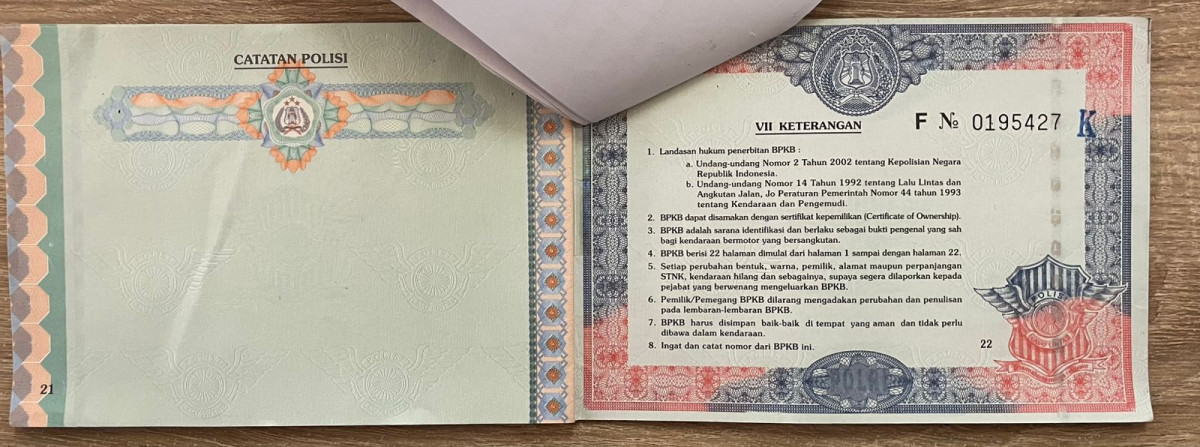 CATATAN POLISI
21
VII KETERANGAN
F № 0195427 K
1. Landasan hukum penerbitan BPKB :
a. Undang-undang Nomor 2 Tahun 2002 tentang Kepolisian Negara
Republik Indonesia.
b. Undang-undang Nomor 14 Tahun 1992 tentang Lalu Lintas dan
Angkutan Jalan, Jo Peraturan Pemerintah Nomor 44 tahun 1993
tentang Kendaraan dan Pengemudi.
2. BPKB dapat disamakan dengan sertifikat kepemilikan (Certificate of Ownership).
3. BPKB adalah sarana identifikasi dan berlaku sebagai bukti pengenal yang sah
bagi kendaraan bermotor yang bersangkutan.
4. BPKB berisi 22 halaman dimulai dari halaman 1 sampai dengan halaman 22.
5. Setiap perubahan bentuk, warna, pemilik, alamat maupun perpanjangan
STNK, kendaraan hilang dan sebagainya, supaya segera dilaporkan kepada
pejabat yang berwenang mengeluarkan BPKB.
6. Pemilik/Pemegang BPKB dilarang mengadakan perubahan dan penulisan
pada lembaran-lembaran BPKB.
7. BPKB harus disimpan baik-baik di tempat yang aman dan tidak perlu
dibawa dalam kendaraan.
8. Ingat dan catat nomor dari BPKB ini.
22
POLISI
POLRI